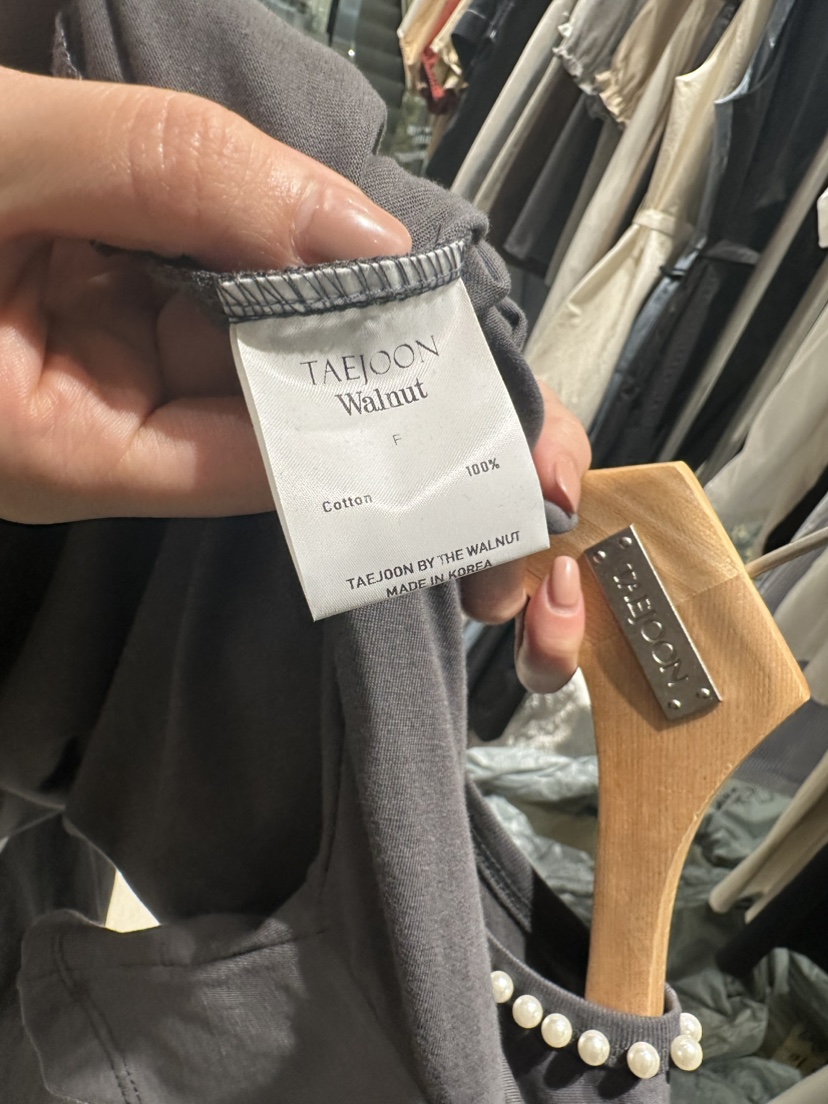 TAEJOON
Walnut
F
Cotton 100%
TAEJOON BY THE WALNUT
MADE IN KOREA
TAEJOON